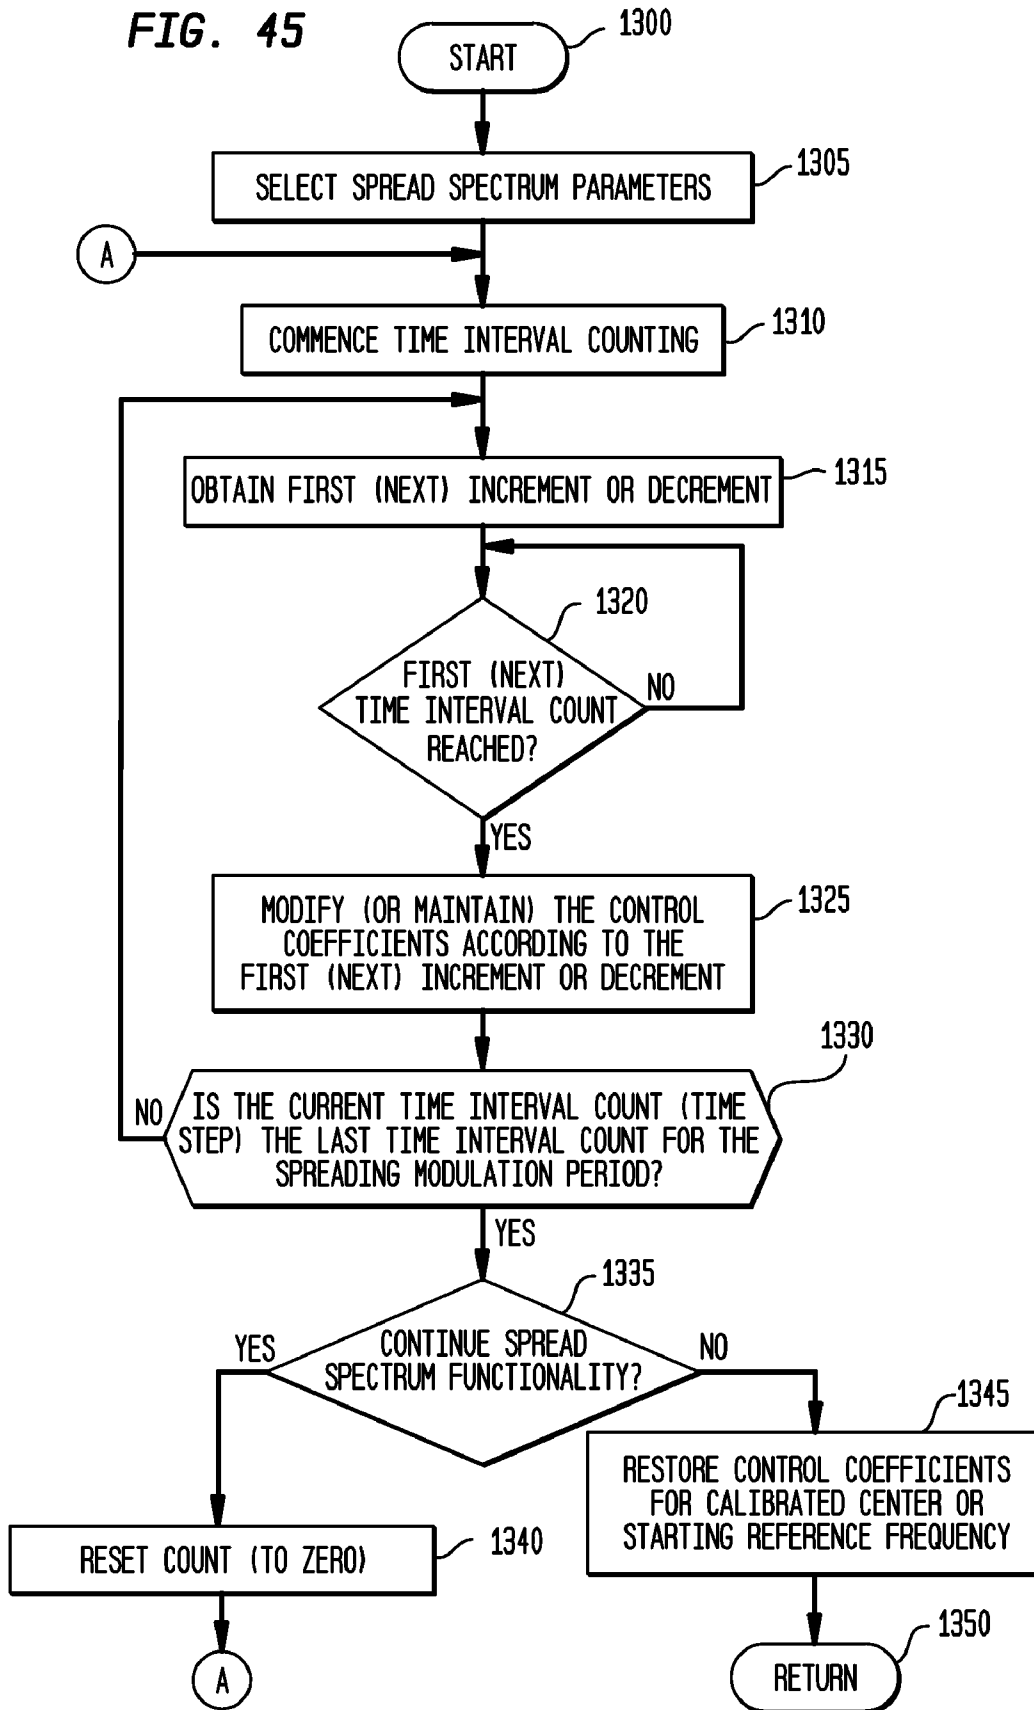 FIG. 45
START
1300
SELECT SPREAD SPECTRUM PARAMETERS
1305
A
COMMENCE TIME INTERVAL COUNTING
1310
OBTAIN FIRST (NEXT) INCREMENT OR DECREMENT
1315
1320
FIRST (NEXT)
TIME INTERVAL COUNT
REACHED?
NO
YES
MODIFY (OR MAINTAIN) THE CONTROL
COEFFICIENTS ACCORDING TO THE
FIRST (NEXT) INCREMENT OR DECREMENT
1325
1330
NO
IS THE CURRENT TIME INTERVAL COUNT (TIME
STEP) THE LAST TIME INTERVAL COUNT FOR THE
SPREADING MODULATION PERIOD?
YES
1335
YES
CONTINUE SPREAD
SPECTRUM FUNCTIONALITY?
NO
1345
RESTORE CONTROL COEFFICIENTS
FOR CALIBRATED CENTER OR
STARTING REFERENCE FREQUENCY
RESET COUNT (TO ZERO)
1340
A
1350
RETURN